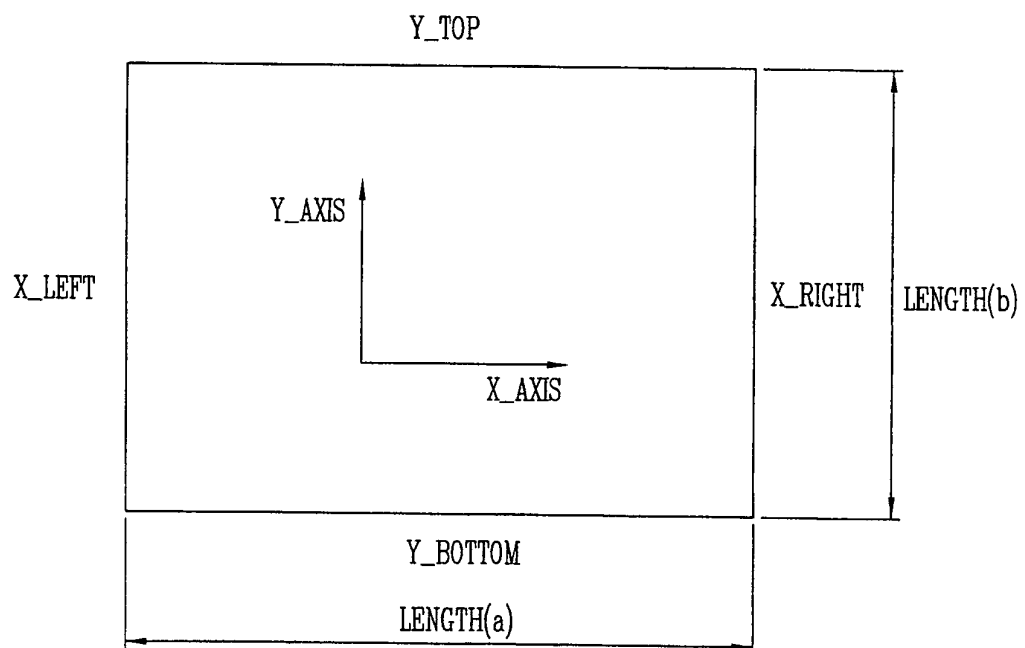 Y_TOP
Y_AXIS
X_LEFT
X_RIGHT
LENGTH(b)
X_AXIS
Y_BOTTOM
LENGTH(a)